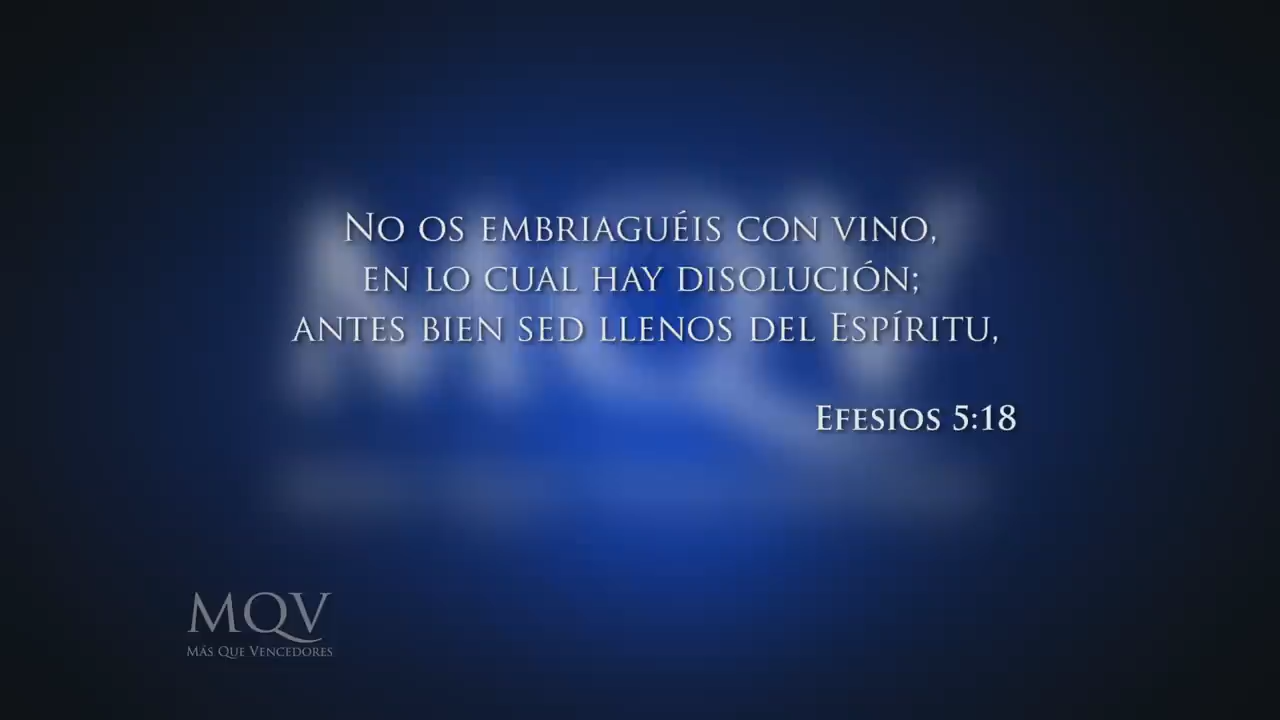 No os embriaguéis con vino,
en lo cual hay disolución;
antes bien sed llenos del Espíritu,
Efesios 5:18
MQV
Más Que Vencedores